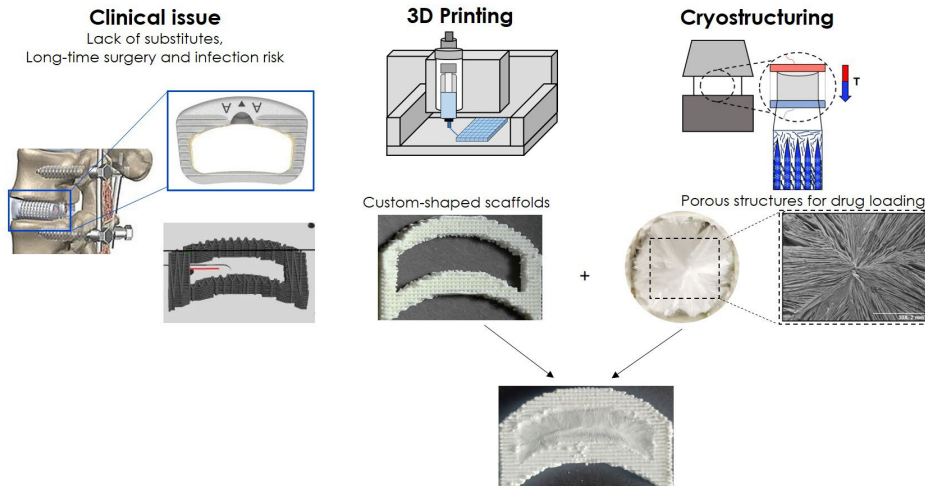 Clinical issue
Lack of substitutes,
Long-time surgery and infection risk
3D Printing
Cryostructuring
T
Custom-shaped scaffolds
Porous structures for drug loading
+